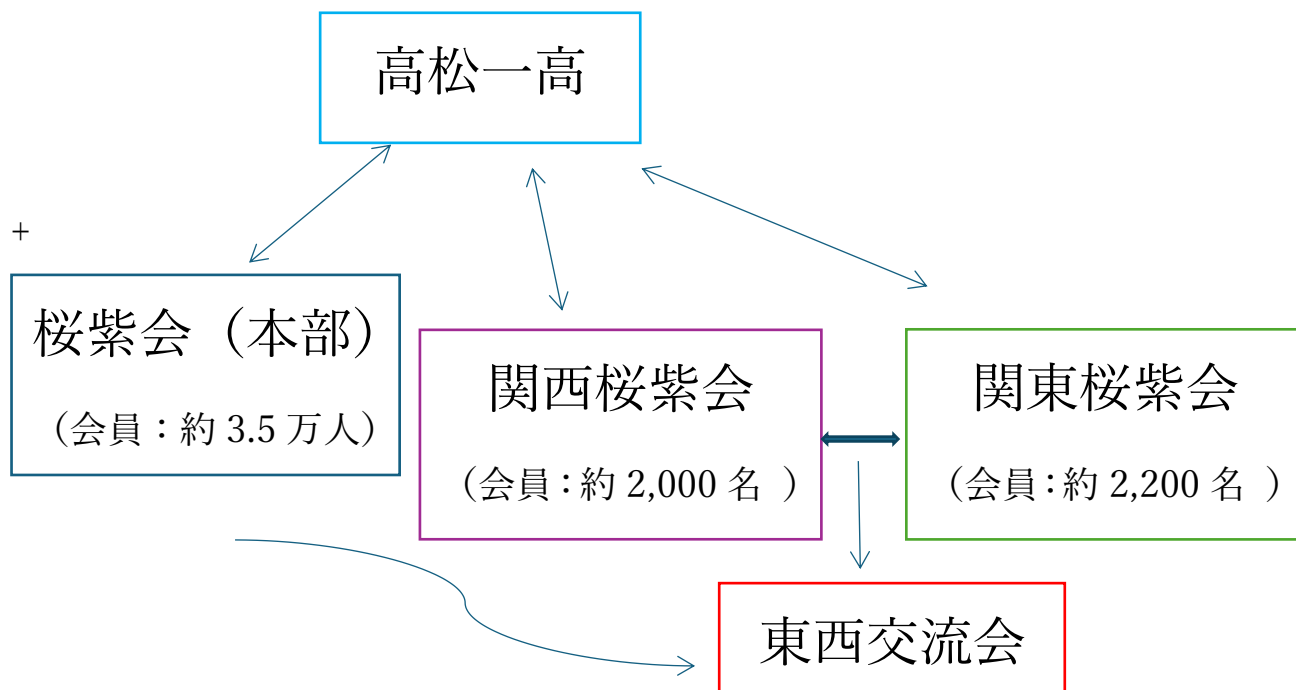 高松一高
+
桜紫会（本部）
（会員：約 3.5 万人）
関西桜紫会
（会員：約 2,000 名 ）
関東桜紫会
（会員：約 2,200 名 ）
東西交流会